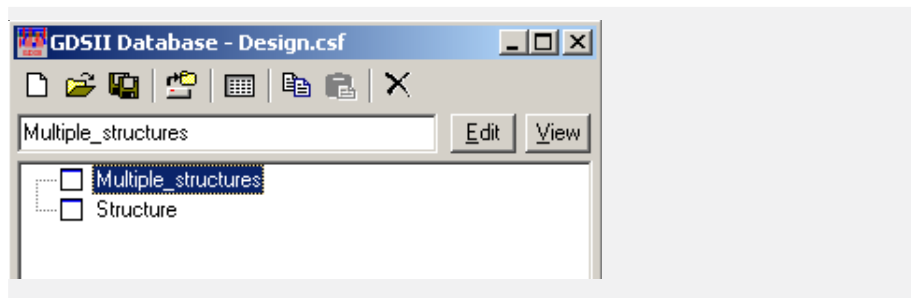 GDSII Database - Design.csf
Multiple_structures Edit View
Multiple_structures
Structure